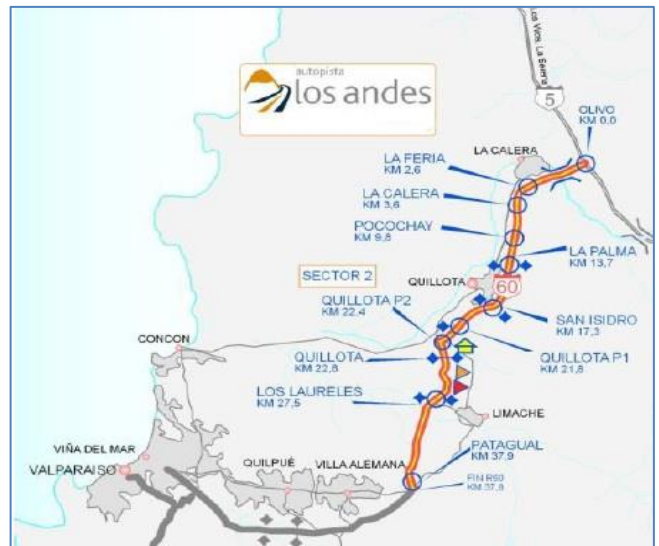 autopista
los andes
Los Vilos, La Serena
5
OLIVO
KM 0,0
LA CALERA
LA FERIA
KM 2,6
LA CALERA
KM 3,6
POCOCHAY
KM 9,8
LA PALMA
KM 13,7
SECTOR 2
QUILLOTA
60
QUILLOTA P2
KM 22,4
SAN ISIDRO
KM 17,3
CONCON
QUILLOTA
KM 22,8
QUILLOTA P1
KM 21,8
LOS LAURELES
KM 27,5
LIMACHE
VIÑA DEL MAR
VALPARAISO
QUILPUÉ
VILLA ALEMANA
PATAGUAL
KM 37,9
FIN R60
KM 37,8